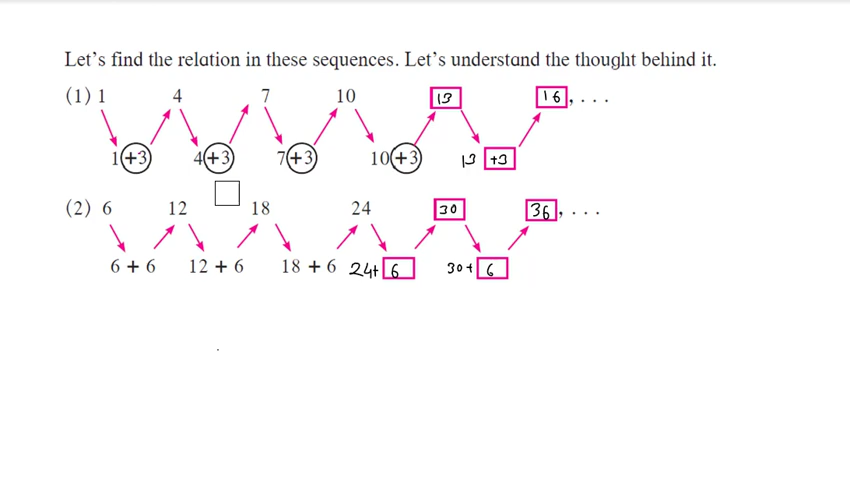 Let's find the relation in these sequences. Let's understand the thought behind it.
(1) 1 4 7 10 13 16, . . .
1+3 4+3 7+3 10+3 13 +3
(2) 6 12 18 24 30 36, . . .
6 + 6 12 + 6 18 + 6 24+ 6 30+ 6